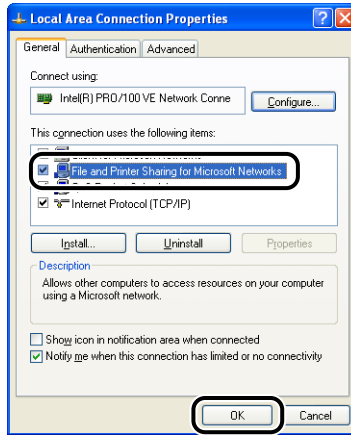 Local Area Connection Properties
General Authentication Advanced
Connect using:
Intel(R) PRO/100 VE Network Conne
Configure...
This connection uses the following items:
File and Printer Sharing for Microsoft Networks
Internet Protocol (TCP/IP)
Install... Uninstall Properties
Description
Allows other computers to access resources on your computer
using a Microsoft network.
Show icon in notification area when connected
Notify me when this connection has limited or no connectivity
OK Cancel